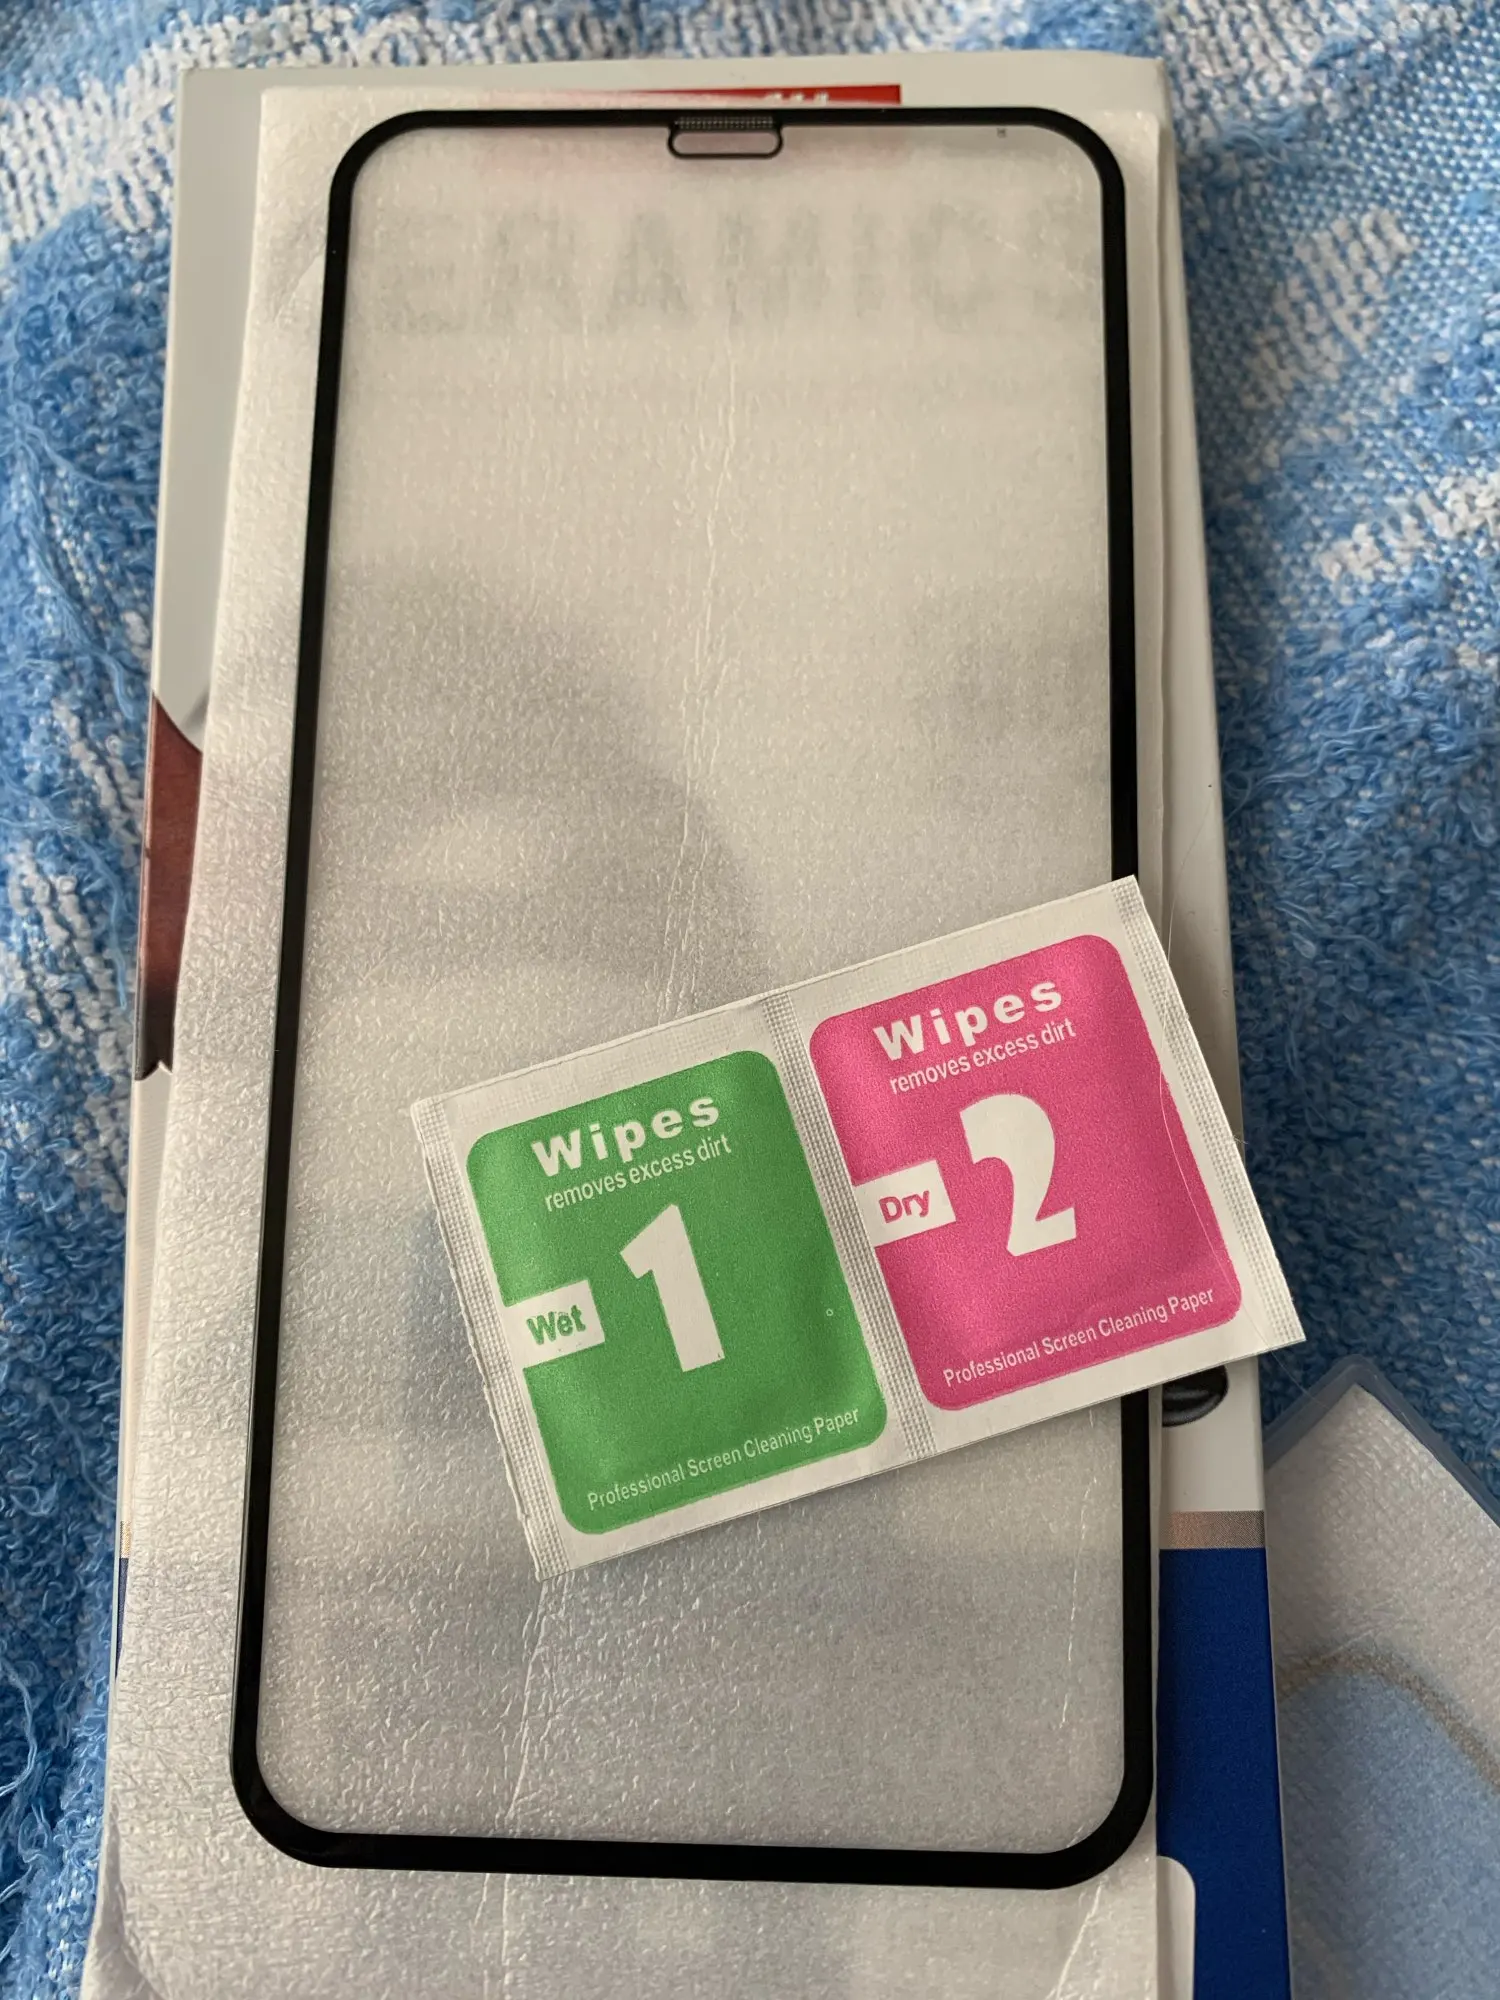 ERAMICS
Wipes
removes excess dirt
1
Wet
Professional Screen Cleaning Paper
Wipes
removes excess dirt
2
Dry
Professional Screen Cleaning Paper